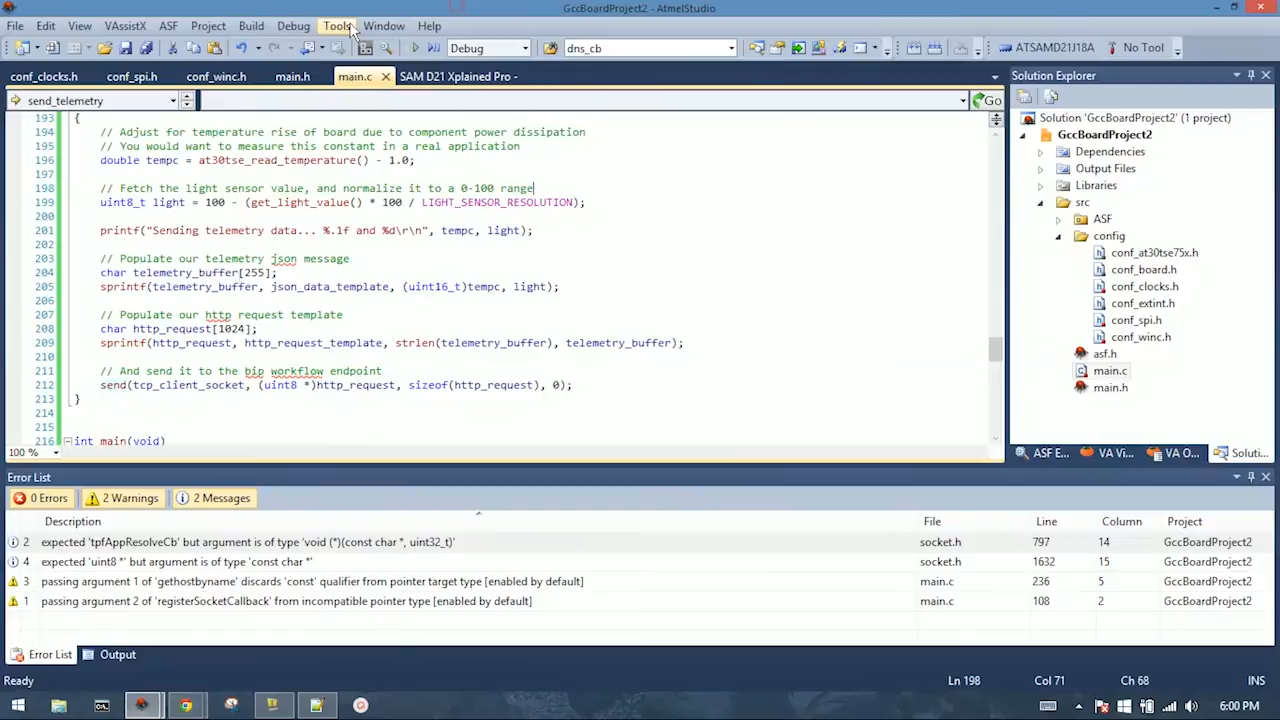 GccBoardProject2 - AtmelStudio
File Edit View VAssistX ASF Project Build Debug Tools Window Help
Debug dns_cb ATSAMD21J18A No Tool
conf_clocks.h conf_spi.h conf_winc.h main.h main.c SAM D21 Xplained Pro -
Solution Explorer
send_telemetry Go
193 {
194 // Adjust for temperature rise of board due to component power dissipation
195 // You would want to measure this constant in a real application
196 double tempc = at30tse_read_temperature() - 1.0;
197
198 // Fetch the light sensor value, and normalize it to a 0-100 range
199 uint8_t light = 100 - (get_light_value() * 100 / LIGHT_SENSOR_RESOLUTION);
200
201 printf("Sending telemetry data... %.1f and %d\r\n", tempc, light);
202
203 // Populate our telemetry json message
204 char telemetry_buffer[255];
205 sprintf(telemetry_buffer, json_data_template, (uint16_t)tempc, light);
206
207 // Populate our http request template
208 char http_request[1024];
209 sprintf(http_request, http_request_template, strlen(telemetry_buffer), telemetry_buffer);
210
211 // And send it to the bip workflow endpoint
212 send(tcp_client_socket, (uint8 *)http_request, sizeof(http_request), 0);
213 }
214
215
216 int main(void)
100 %
Solution 'GccBoardProject2' (1 project)
GccBoardProject2
Dependencies
Output Files
Libraries
src
ASF
config
conf_at30tse75x.h
conf_board.h
conf_clocks.h
conf_extint.h
conf_spi.h
conf_winc.h
asf.h
main.c
main.h
ASF E... VA Vi... VA O... Soluti...
Error List
0 Errors 2 Warnings 2 Messages
Description File Line Column Project
2 expected 'tpfAppResolveCb' but argument is of type 'void (*)(const char *, uint32_t)' socket.h 797 14 GccBoardProject2
4 expected 'uint8 *' but argument is of type 'const char *' socket.h 1632 15 GccBoardProject2
3 passing argument 1 of 'gethostbyname' discards 'const' qualifier from pointer target type [enabled by default] main.c 236 5 GccBoardProject2
1 passing argument 2 of 'registerSocketCallback' from incompatible pointer type [enabled by default] main.c 108 2 GccBoardProject2
Error List Output
Ready Ln 198 Col 71 Ch 68 INS
6:00 PM